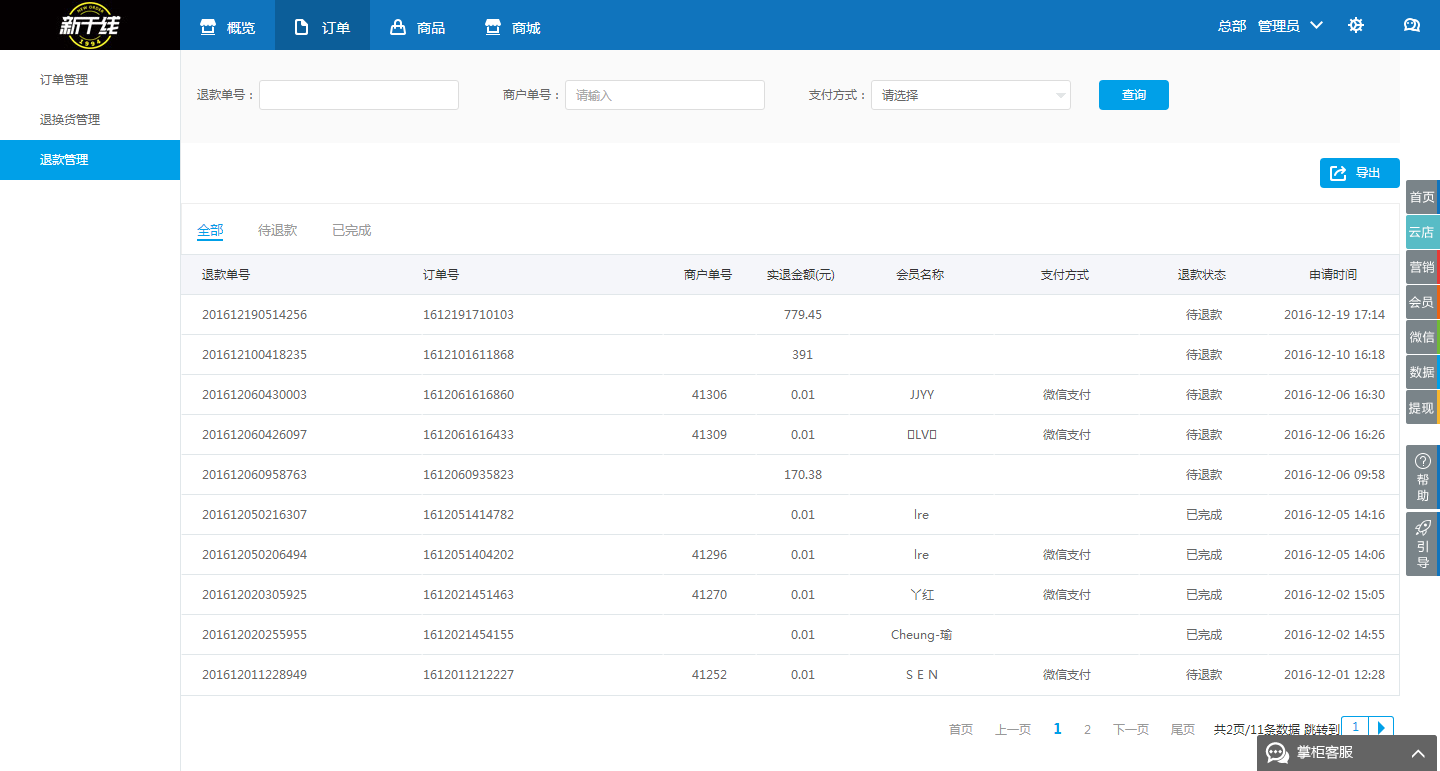 NEW ORDER
新干线
1994
概览 订单 商品 商城 总部 管理员
订单管理
退换货管理
退款管理
退款单号： 商户单号： 请输入 支付方式： 请选择 查询
导出
全部 待退款 已完成
退款单号 订单号 商户单号 实退金额(元) 会员名称 支付方式 退款状态 申请时间
201612190514256 1612191710103 779.45 待退款 2016-12-19 17:14
201612100418235 1612101611868 391 待退款 2016-12-10 16:18
201612060430003 1612061616860 41306 0.01 JJYY 微信支付 待退款 2016-12-06 16:30
201612060426097 1612061616433 41309 0.01 LV 微信支付 待退款 2016-12-06 16:26
201612060958763 1612060935823 170.38 待退款 2016-12-06 09:58
201612050216307 1612051414782 0.01 lre 已完成 2016-12-05 14:16
201612050206494 1612051404202 41296 0.01 lre 微信支付 已完成 2016-12-05 14:06
201612020305925 1612021451463 41270 0.01 丫红 微信支付 已完成 2016-12-02 15:05
201612020255955 1612021454155 0.01 Cheung-瑜 已完成 2016-12-02 14:55
201612011228949 1612011212227 41252 0.01 S E N 微信支付 待退款 2016-12-01 12:28
首页 上一页 1 2 下一页 尾页 共2页/11条数据 跳转到 1
首页
云店
营销
会员
微信
数据
提现
帮助
引导
掌柜客服